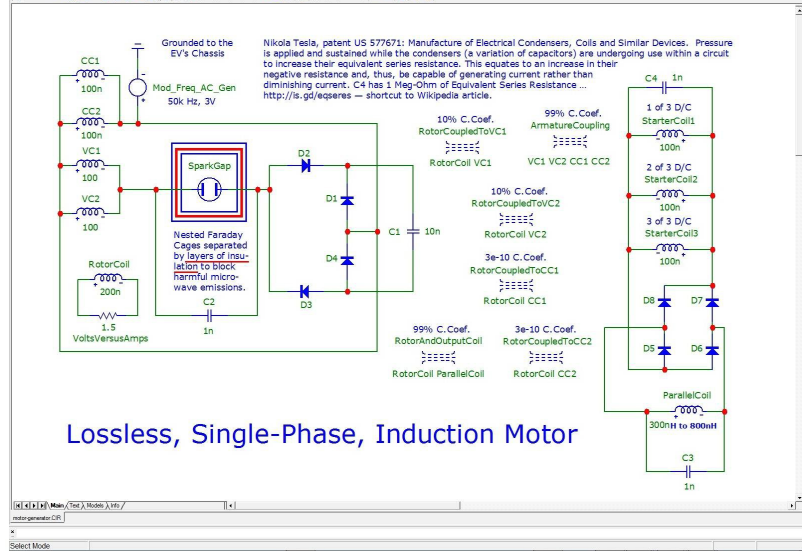 Grounded to the
EV's Chassis
Nikola Tesla, patent US 577671: Manufacture of Electrical Condensers, Coils and Similar Devices.  Pressure
is applied and sustained while the condensers (a variation of capacitors) are undergoing use within a circuit
to increase their equivalent series resistance. This equates to an increase in their
negative resistance and, thus, be capable of generating current rather than
diminishing current. C4 has 1 Meg-Ohm of Equivalent Series Resistance ...
http://is.gd/eqseres — shortcut to Wikipedia article.
CC1
100n
Mod_Freq_AC_Gen
50k Hz, 3V
CC2
100n
VC1
100
VC2
100
SparkGap
Nested Faraday
Cages separated
by layers of insu-
lation to block
harmful micro-
wave emissions.
D2
D1
D4
D3
C1
10n
RotorCoil
200n
1.5
VoltsVersusAmps
C2
1n
10% C.Coef.
RotorCoupledToVC1
RotorCoil VC1
99% C.Coef.
ArmatureCoupling
VC1 VC2 CC1 CC2
10% C.Coef.
RotorCoupledToVC2
RotorCoil VC2
3e-10 C.Coef.
RotorCoupledToCC1
RotorCoil CC1
99% C.Coef.
RotorAndOutputCoil
RotorCoil ParallelCoil
3e-10 C.Coef.
RotorCoupledToCC2
RotorCoil CC2
C4
1n
1 of 3 D/C
StarterCoil1
100n
2 of 3 D/C
StarterCoil2
100n
3 of 3 D/C
StarterCoil3
100n
D8
D7
D5
D6
ParallelCoil
300nH to 800nH
C3
1n
Lossless, Single-Phase, Induction Motor
Main Text Models Info
motor-generator.CIR
Select Mode